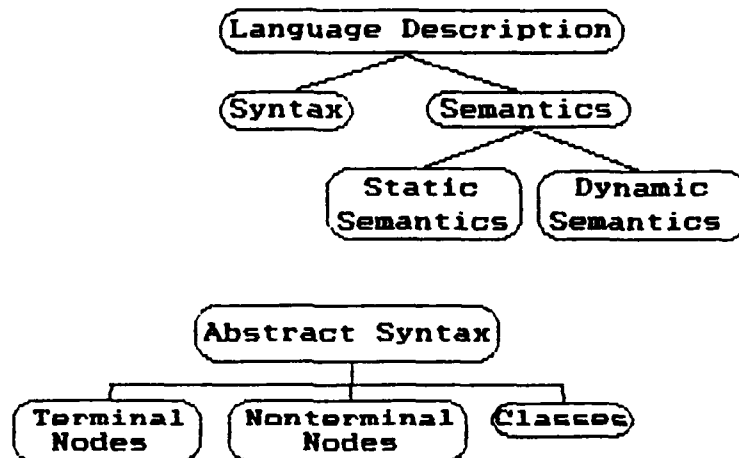 Language Description
Syntax
Semantics
Static
Semantics
Dynamic
Semantics
Abstract Syntax
Terminal
Nodes
Nonterminal
Nodes
Classes